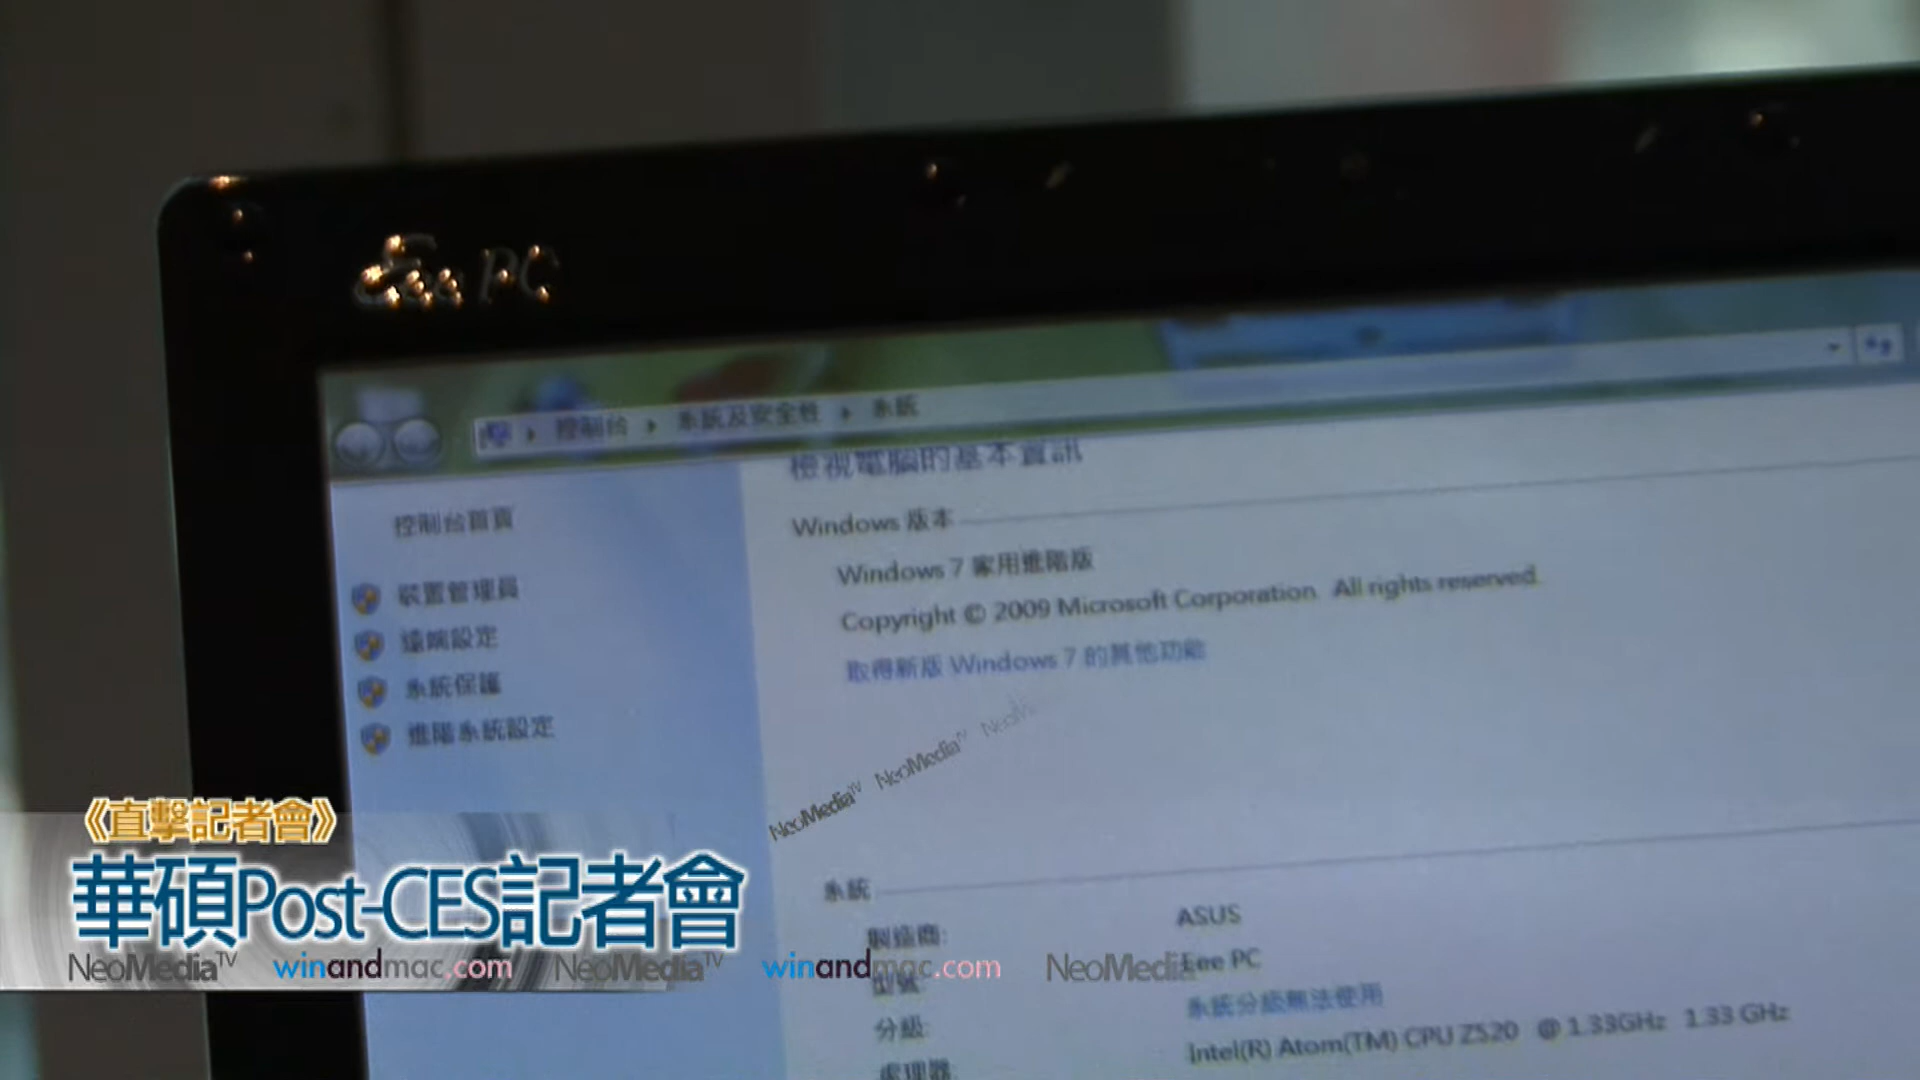 Eee PC
控制台 系統及安全性 系統
檢視電腦的基本資訊
控制台首頁
Windows 版本
Windows 7 家用進階版
裝置管理員
Copyright © 2009 Microsoft Corporation. All rights reserved.
遠端設定
取得新版 Windows 7 的其他功能
系統保護
進階系統設定
NeoMediaTV NeoMediaTV NeoM
《直擊記者會》
華碩Post-CES記者會
系統
製造商: ASUS
型號: Eee PC
NeoMediaTV winandmac.com NeoMediaTV winandmac.com NeoMedia
分級: 系統分級無法使用
處理器: Intel(R) Atom(TM) CPU Z520 @ 1.33GHz 1.33 GHz